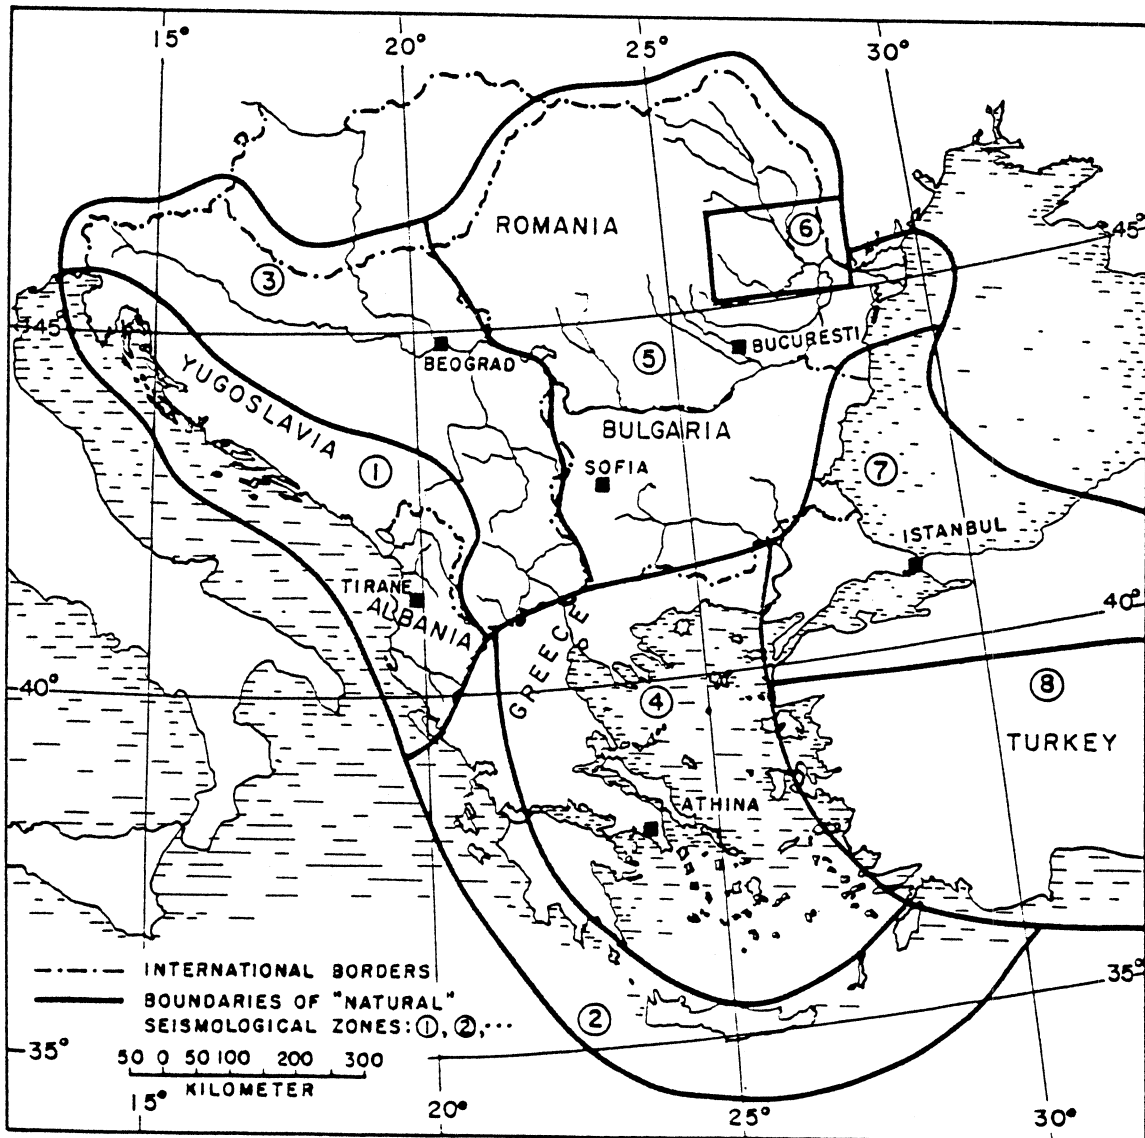 15°
20°
25°
30°
ROMANIA
6
45°
3
45
BEOGRAD
5
BUCURESTI
YUGOSLAVIA
BULGARIA
1
SOFIA
7
ISTANBUL
TIRANE
ALBANIA
40°
GREECE
40°
4
8
TURKEY
ATHINA
35°
INTERNATIONAL BORDERS
BOUNDARIES OF "NATURAL"
SEISMOLOGICAL ZONES: 1, 2, ...
2
35°
50 0 50 100 200 300
KILOMETER
15°
20°
25°
30°